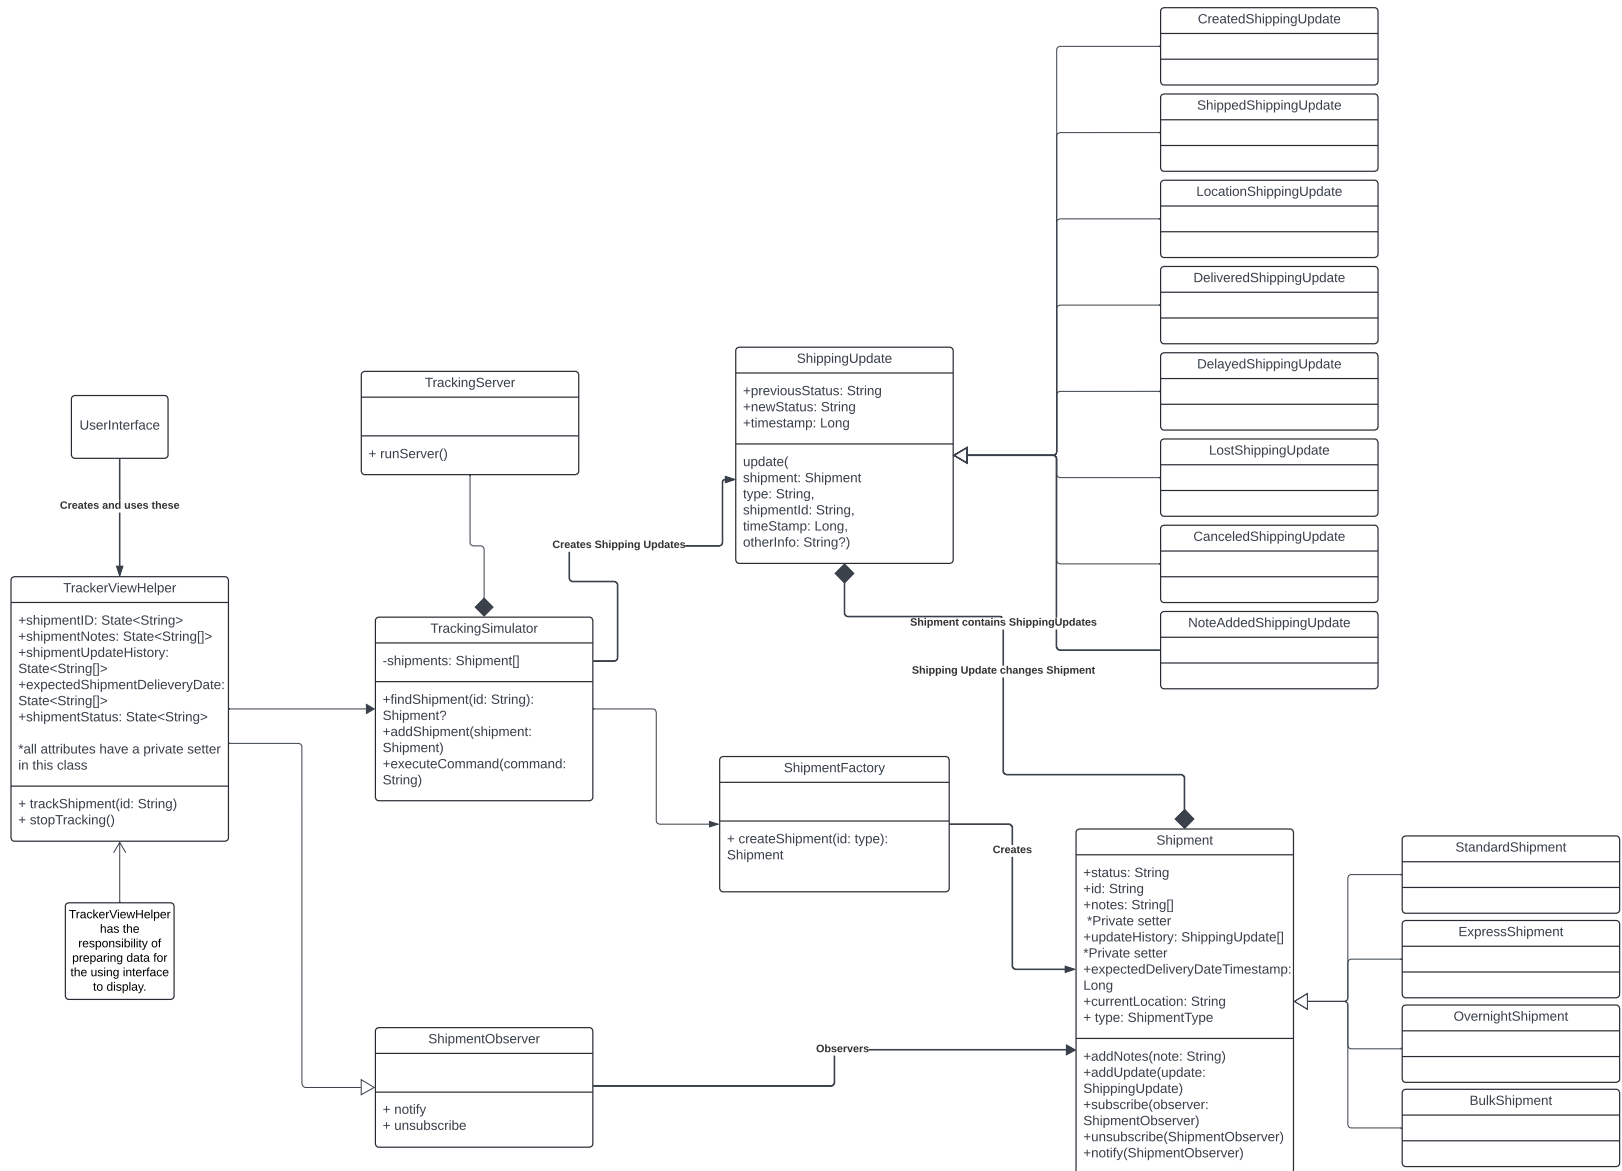 CreatedShippingUpdate
ShippedShippingUpdate
LocationShippingUpdate
DeliveredShippingUpdate
DelayedShippingUpdate
LostShippingUpdate
CanceledShippingUpdate
NoteAddedShippingUpdate
ShippingUpdate
+previousStatus: String
+newStatus: String
+timestamp: Long
update(
shipment: Shipment
type: String,
shipmentId: String,
timeStamp: Long,
otherInfo: String?)
TrackingServer
+ runServer()
UserInterface
Creates and uses these
Creates Shipping Updates
TrackerViewHelper
+shipmentID: State<String>
+shipmentNotes: State<String[]>
+shipmentUpdateHistory:
State<String[]>
+expectedShipmentDelieveryDate:
State<String[]>
+shipmentStatus: State<String>
*all attributes have a private setter
in this class
+ trackShipment(id: String)
+ stopTracking()
TrackingSimulator
-shipments: Shipment[]
+findShipment(id: String):
Shipment?
+addShipment(shipment:
Shipment)
+executeCommand(command:
String)
Shipment contains ShippingUpdates
Shipping Update changes Shipment
ShipmentFactory
+ createShipment(id: type):
Shipment
Creates
Shipment
+status: String
+id: String
+notes: String[]
*Private setter
+updateHistory: ShippingUpdate[]
*Private setter
+expectedDeliveryDateTimestamp:
Long
+currentLocation: String
+ type: ShipmentType
+addNotes(note: String)
+addUpdate(update:
ShippingUpdate)
+subscribe(observer:
ShipmentObserver)
+unsubscribe(ShipmentObserver)
+notify(ShipmentObserver)
StandardShipment
ExpressShipment
OvernightShipment
BulkShipment
TrackerViewHelper
has the
responsibility of
preparing data for
the using interface
to display.
ShipmentObserver
+ notify
+ unsubscribe
Observers